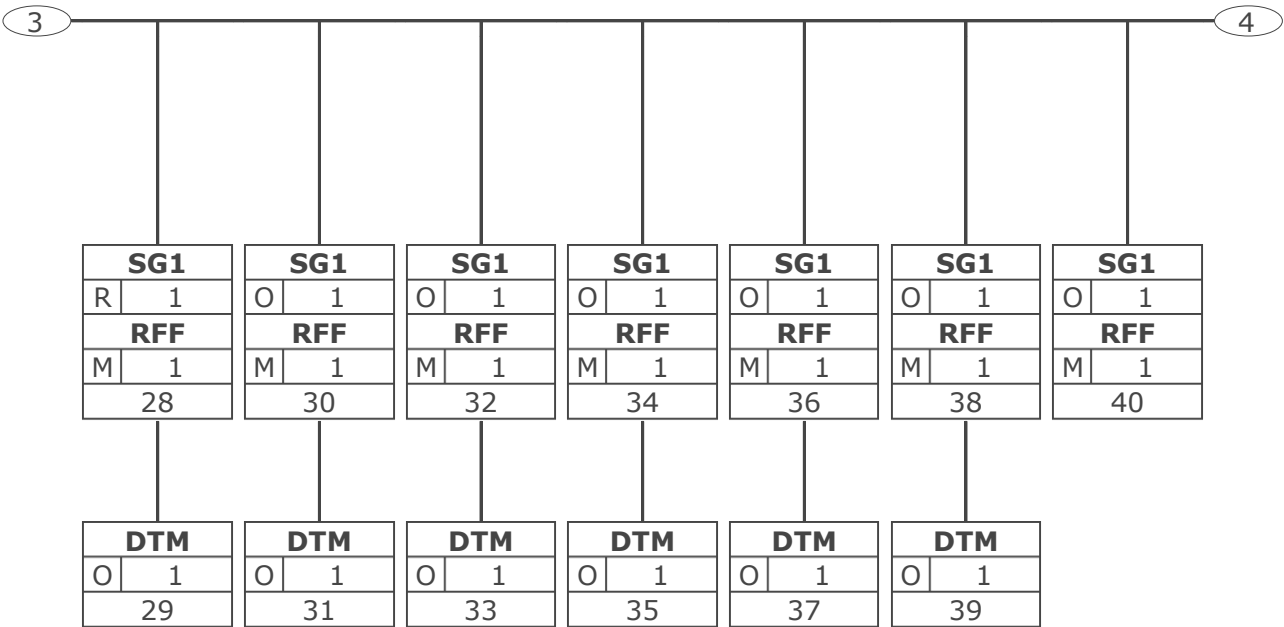 3 4
SG1 SG1 SG1 SG1 SG1 SG1 SG1
R 1 O 1 O 1 O 1 O 1 O 1 O 1
RFF RFF RFF RFF RFF RFF RFF
M 1 M 1 M 1 M 1 M 1 M 1 M 1
28 30 32 34 36 38 40
DTM DTM DTM DTM DTM DTM
O 1 O 1 O 1 O 1 O 1 O 1
29 31 33 35 37 39